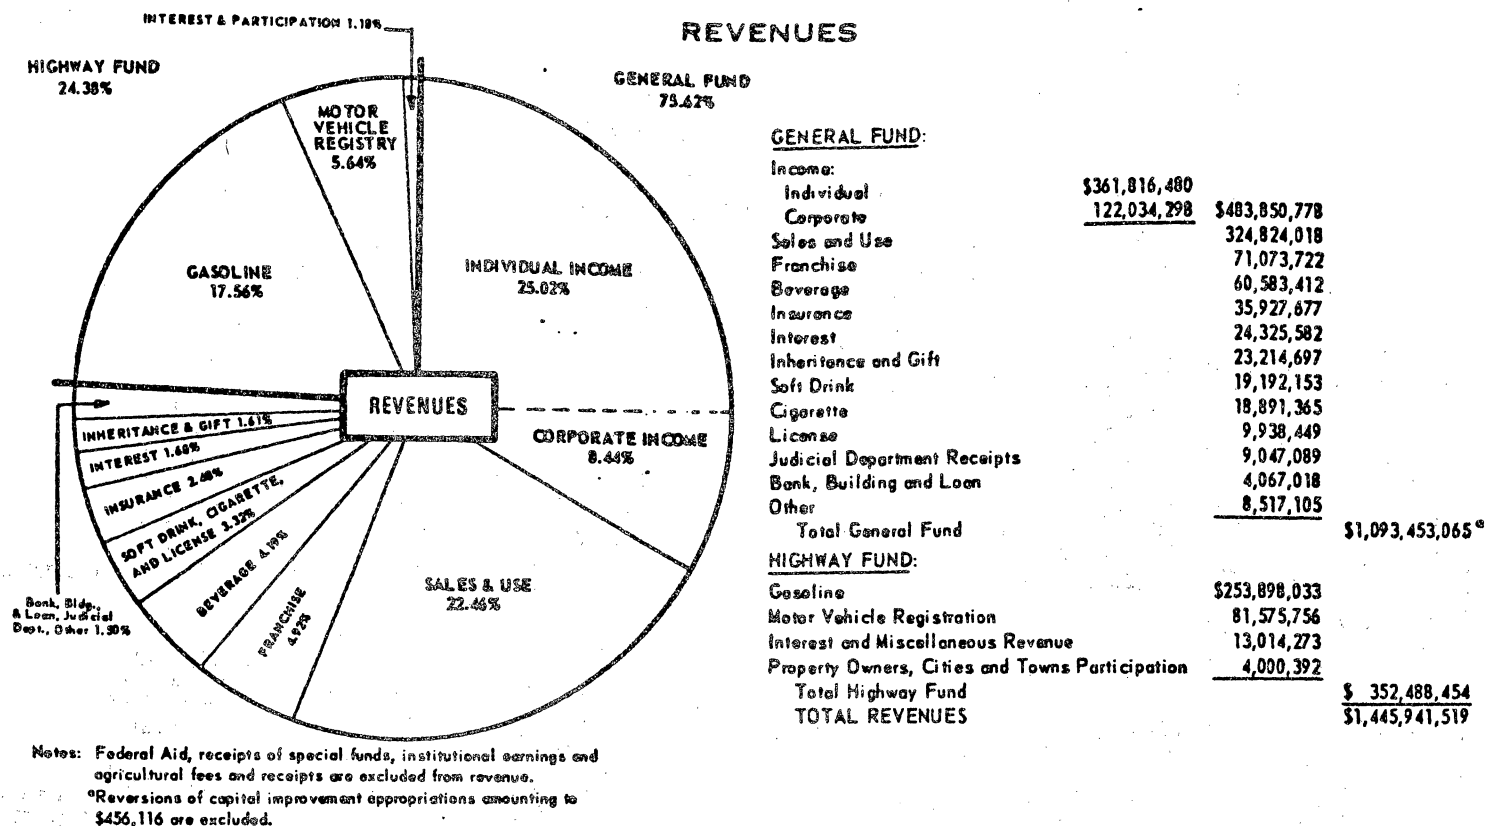 REVENUES
INTEREST & PARTICIPATION 1.18%
HIGHWAY FUND
24.38%
GENERAL FUND
75.62%
MOTOR
VEHICLE
REGISTRY
5.64%
GASOLINE
17.56%
INDIVIDUAL INCOME
25.02%
REVENUES
CORPORATE INCOME
8.44%
INHERITANCE & GIFT 1.61%
INTEREST 1.68%
INSURANCE 2.48%
SOFT DRINK, CIGARETTE,
AND LICENSE 3.32%
BEVERAGE 4.19%
FRANCHISE
4.92%
SALES & USE
22.46%
Bank, Bldg.,
& Loan, Judicial
Dept., Other 1.50%
Notes: Federal Aid, receipts of special funds, institutional earnings and
agricultural fees and receipts are excluded from revenue.
@Reversions of capital improvement appropriations amounting to
$456,116 are excluded.
GENERAL FUND:
Income:
Individual $361,816,480
Corporate 122,034,298 $483,850,778
Sales and Use 324,824,018
Franchise 71,073,722
Beverage 60,583,412
Insurance 35,927,677
Interest 24,325,582
Inheritance and Gift 23,214,697
Soft Drink 19,192,153
Cigarette 18,891,365
License 9,938,449
Judicial Department Receipts 9,047,089
Bank, Building and Loan 4,067,018
Other 8,517,105
Total General Fund $1,093,453,065@
HIGHWAY FUND:
Gasoline $253,898,033
Motor Vehicle Registration 81,575,756
Interest and Miscellaneous Revenue 13,014,273
Property Owners, Cities and Towns Participation 4,000,392
Total Highway Fund $ 352,488,454
TOTAL REVENUES $1,445,941,519